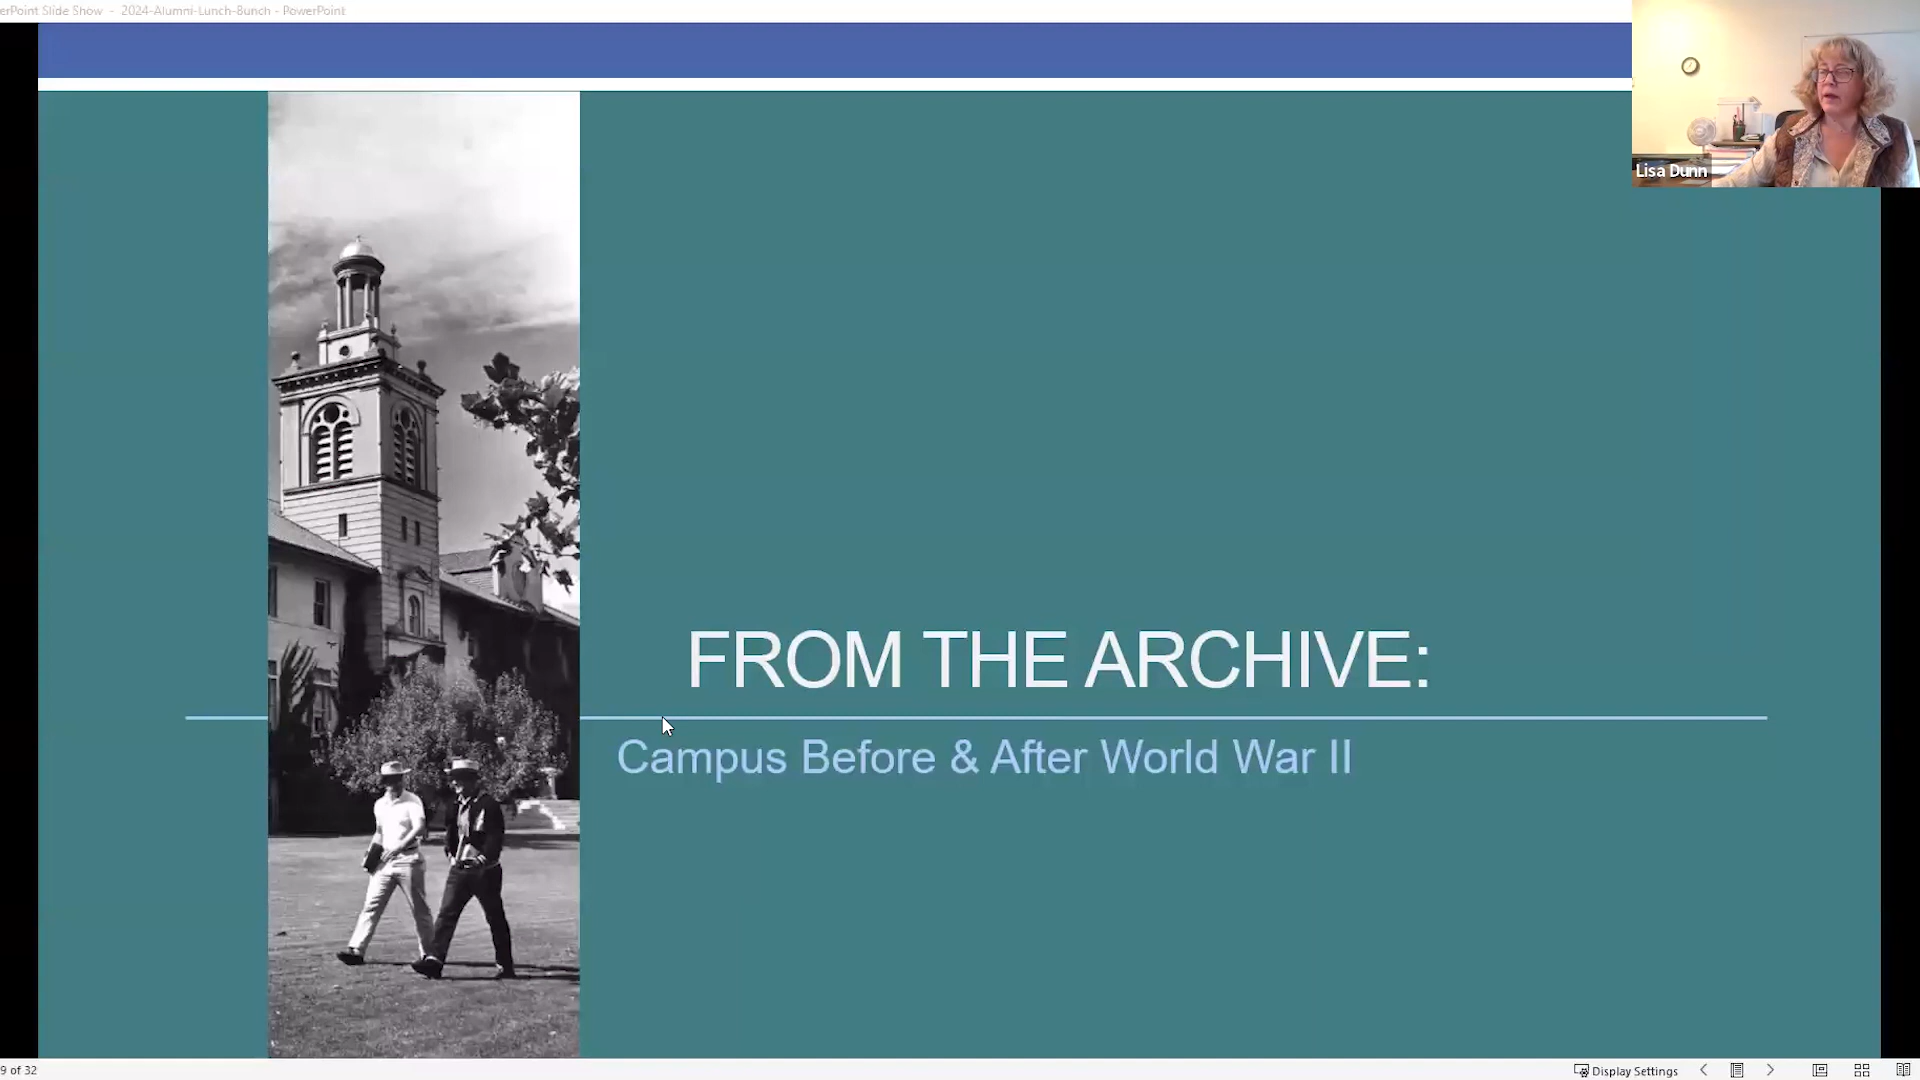 erPoint Slide Show - 2024-Alumni-Lunch-Bunch - PowerPoint
Lisa Dunn
FROM THE ARCHIVE:
Campus Before & After World War II
9 of 32
Display Settings